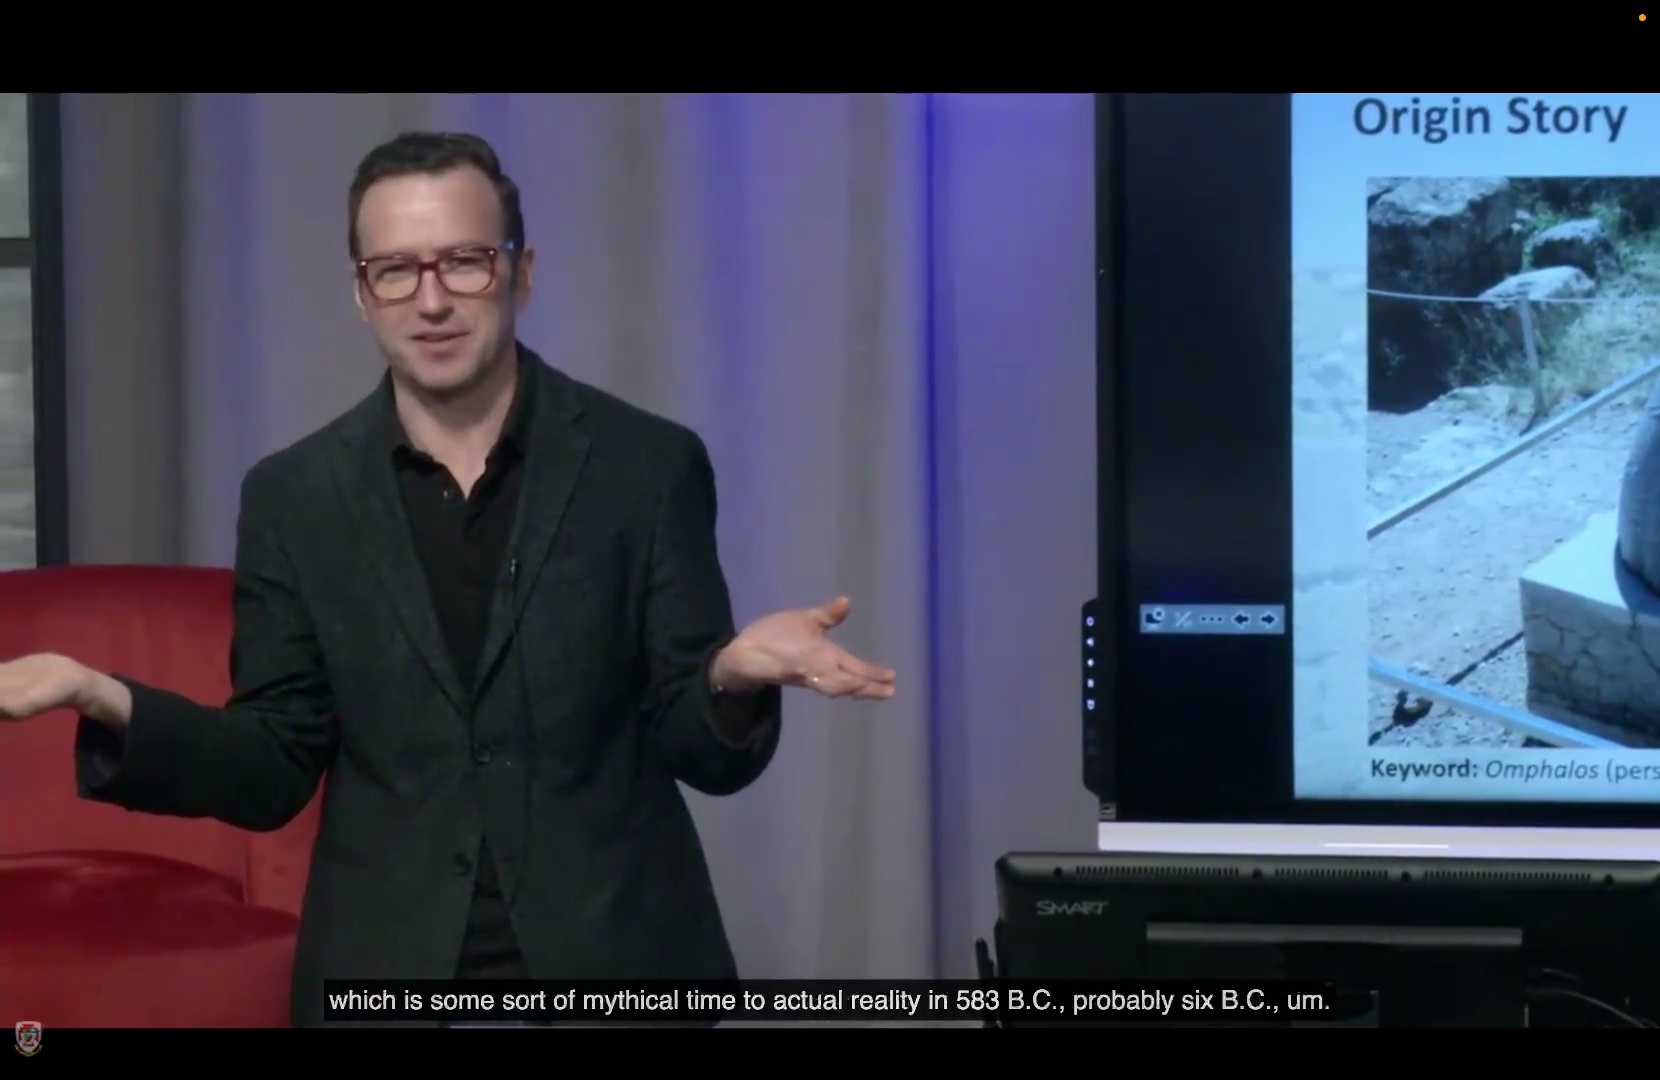 Origin Story
Keyword: Omphalos (pers
SMART
which is some sort of mythical time to actual reality in 583 B.C., probably six B.C., um.